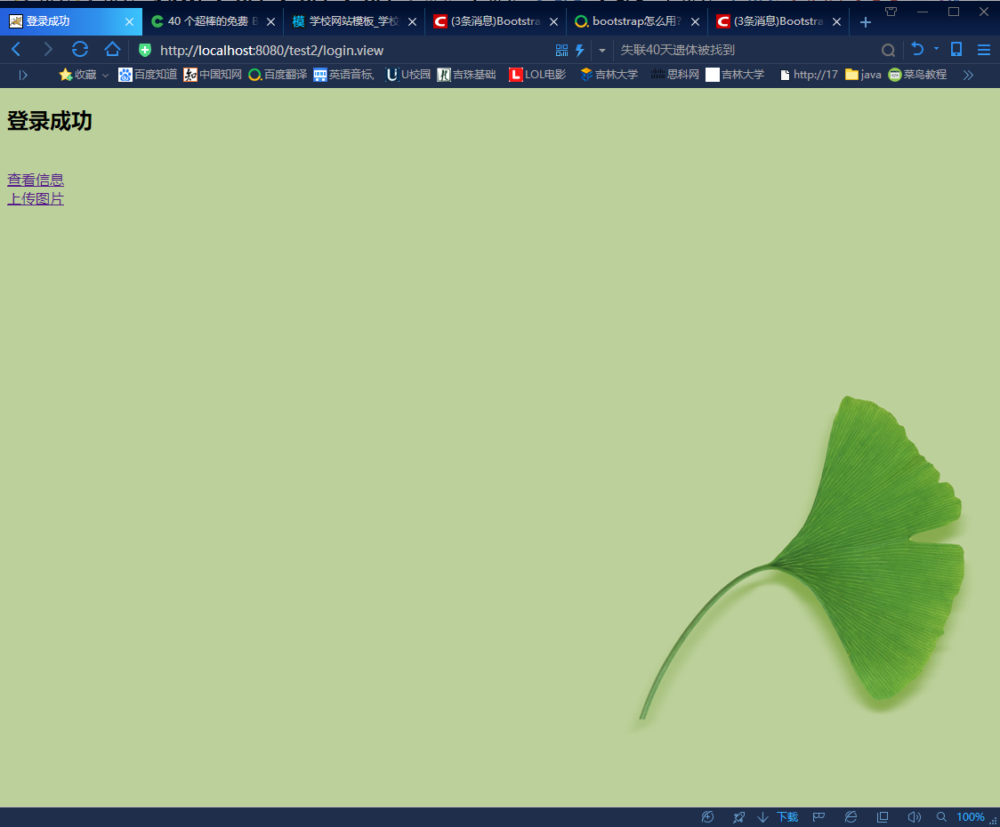 登录成功
40 个超棒的免费 B
学校网站模板_学校
(3条消息)Bootstra
bootstrap怎么用?
(3条消息)Bootstra
http://localhost:8080/test2/login.view
失联40天遗体被找到
收藏 百度知道 中国知网 百度翻译 英语音标, U校园 吉珠基础 LOL电影 吉林大学 思科网 吉林大学 http://17 java 菜鸟教程
登录成功
查看信息
上传图片
下载 100%